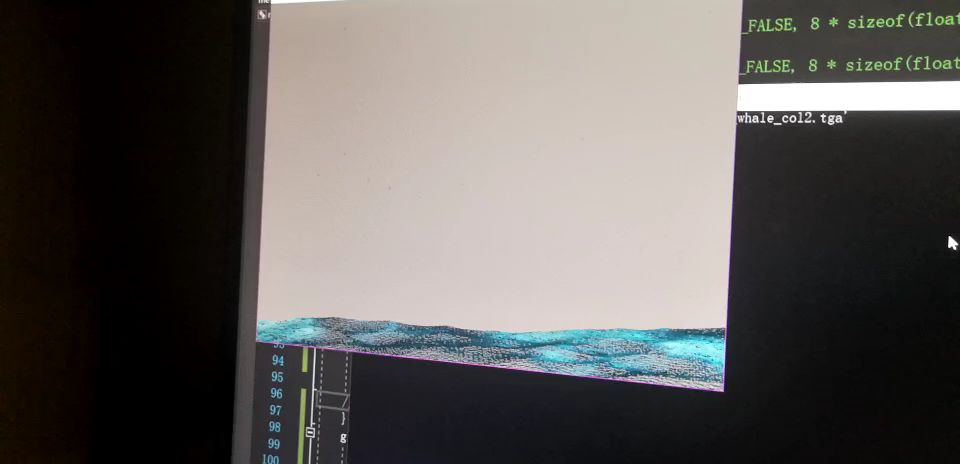 _FALSE, 8 * sizeof(float
_FALSE, 8 * sizeof(float
whale_col2.tga'
94
95
96
97
}
98
g
99
100